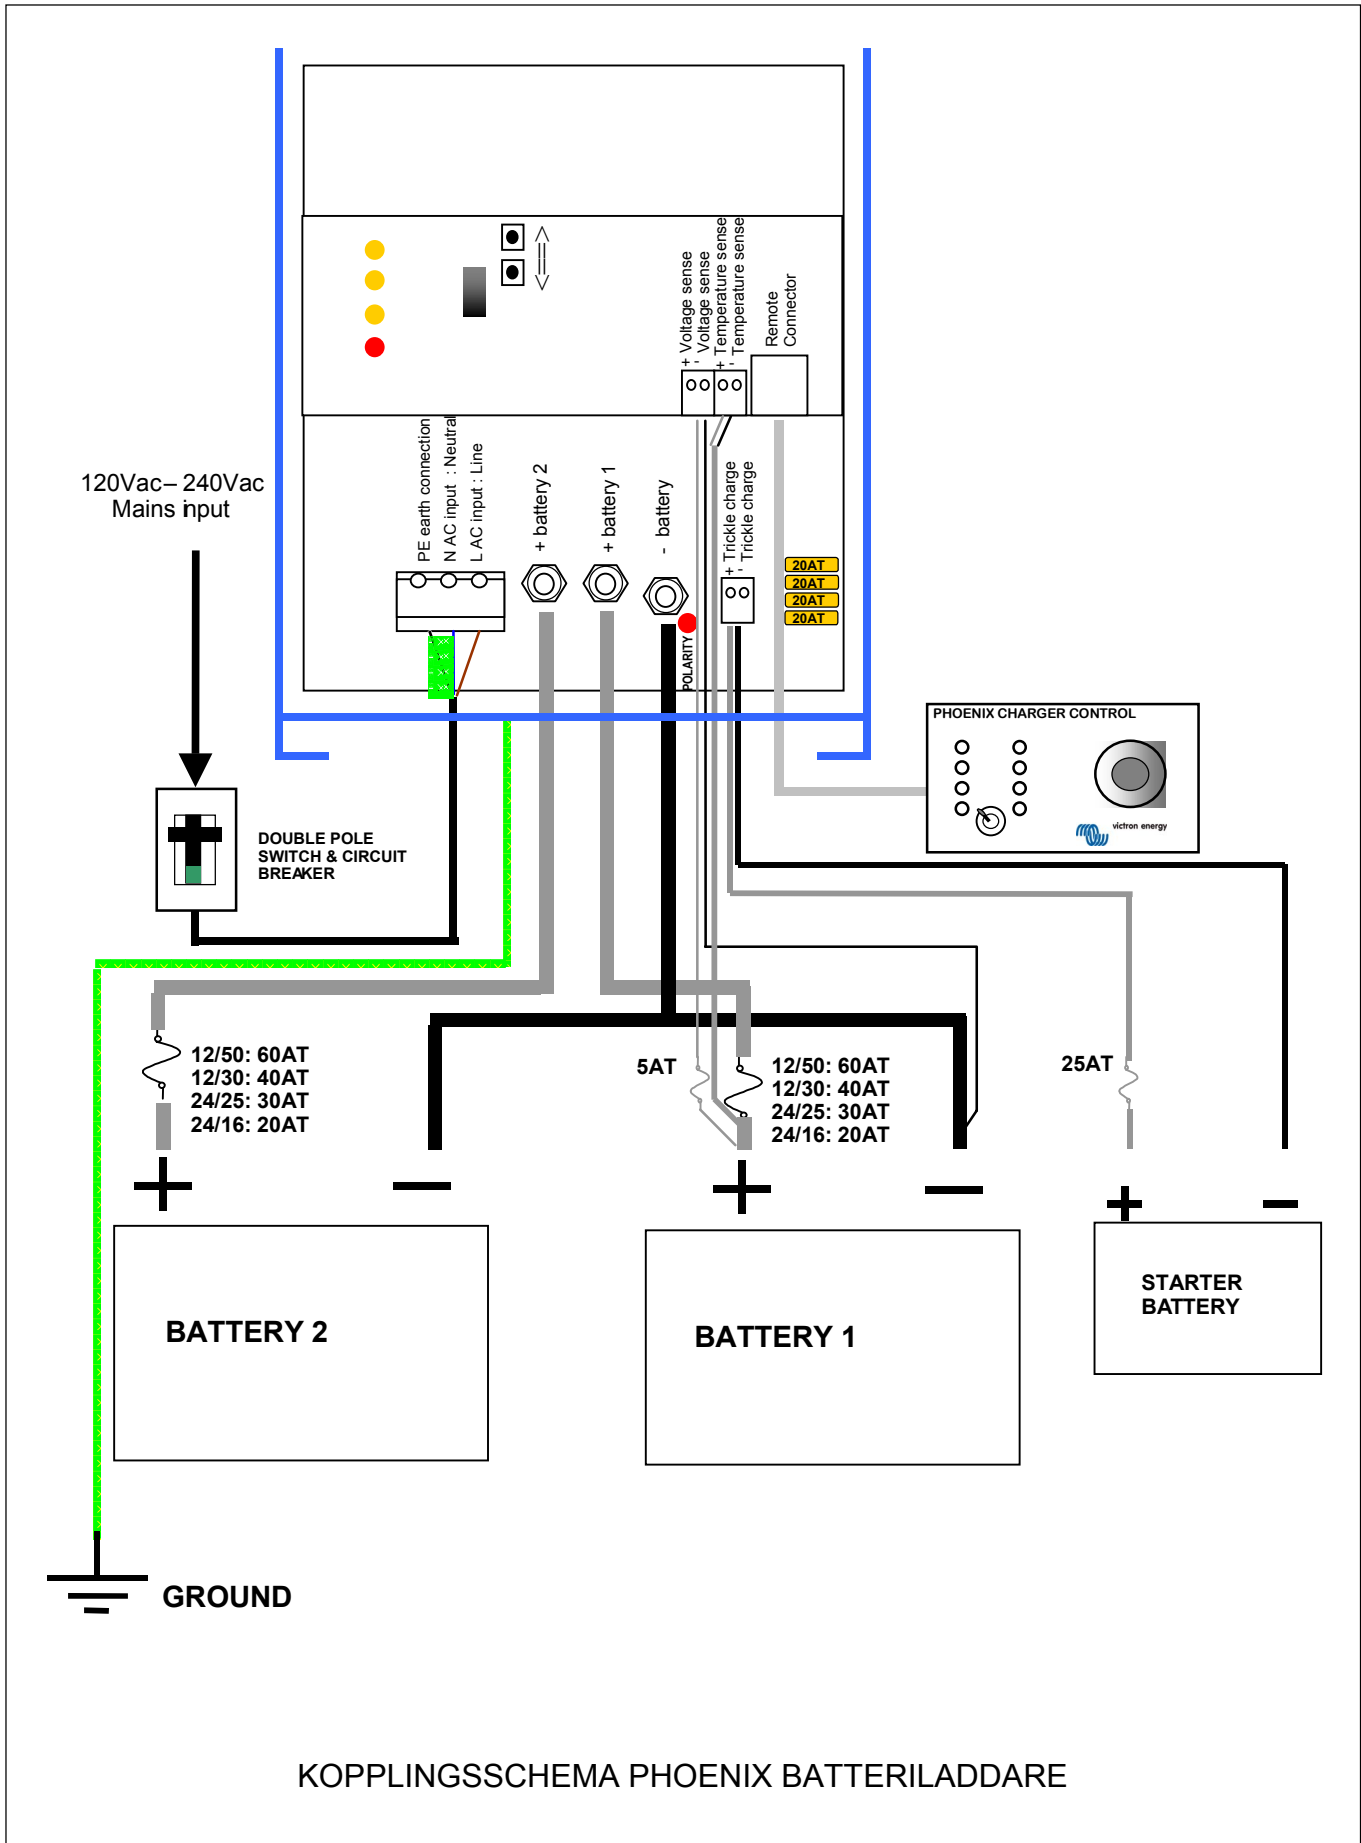 + Voltage sense
- Voltage sense
+ Temperature sense
- Temperature sense
Remote
Connector
120Vac– 240Vac
Mains input
PE earth connection
N AC input : Neutral
L AC input : Line
+ battery 2
+ battery 1
- battery
+ Trickle charge
- Trickle charge
20AT
20AT
20AT
20AT
POLARITY
PHOENIX CHARGER CONTROL
victron energy
DOUBLE POLE
SWITCH & CIRCUIT
BREAKER
12/50: 60AT
12/30: 40AT
24/25: 30AT
24/16: 20AT
5AT
12/50: 60AT
12/30: 40AT
24/25: 30AT
24/16: 20AT
25AT
BATTERY 2
BATTERY 1
STARTER
BATTERY
GROUND
KOPPLINGSSCHEMA PHOENIX BATTERILADDARE